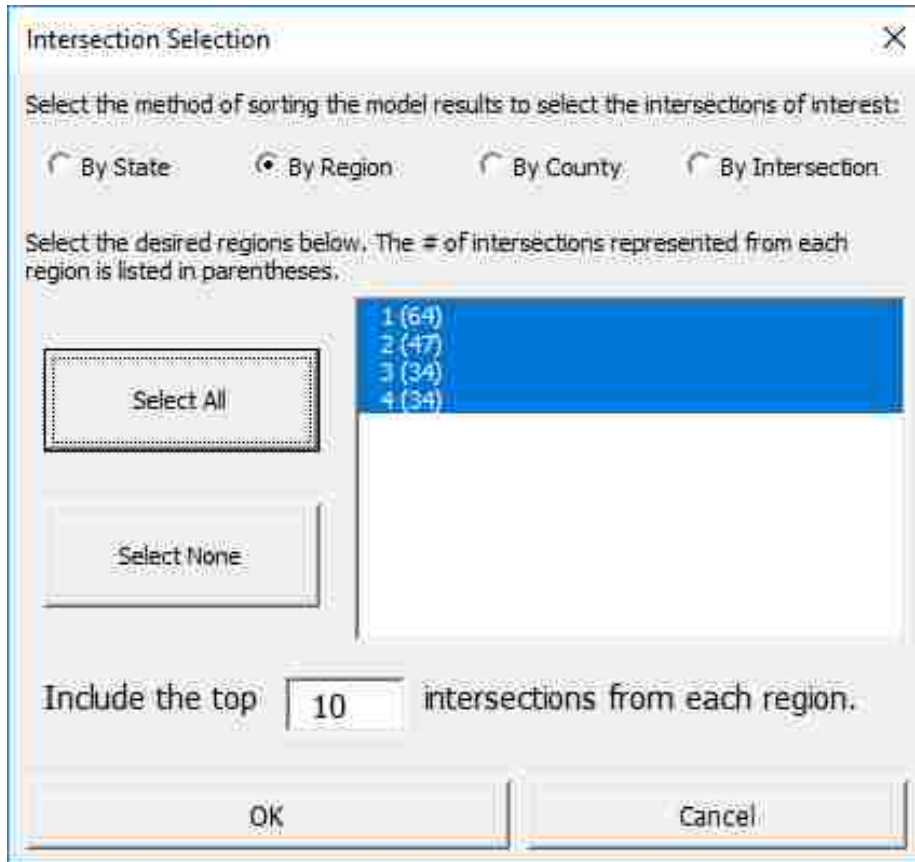 Intersection Selection
Select the method of sorting the model results to select the intersections of interest:
By State By Region By County By Intersection
Select the desired regions below. The # of intersections represented from each
region is listed in parentheses.
1 (64)
2 (47)
3 (34)
4 (34)
Select All
Select None
Include the top 10 intersections from each region.
OK Cancel